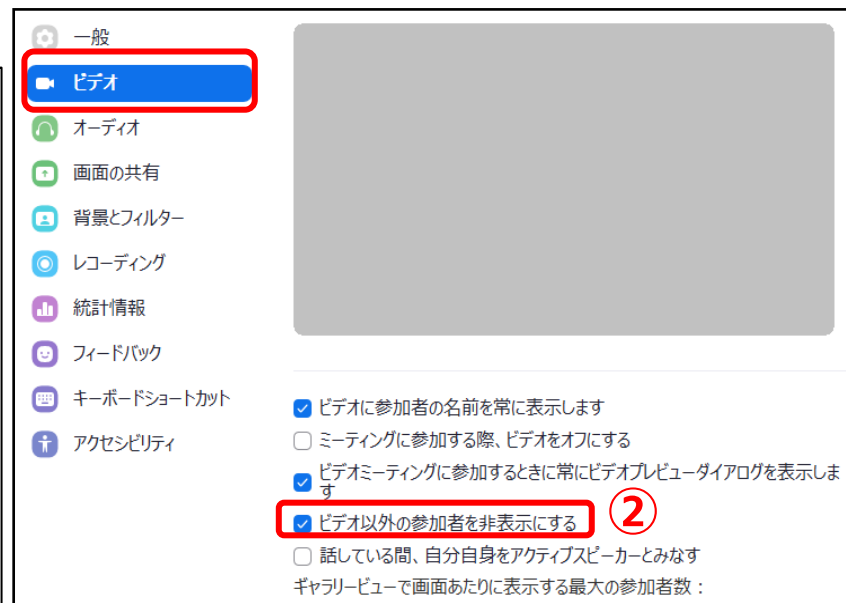 一般
ビデオ
オーディオ
画面の共有
背景とフィルター
レコーディング
統計情報
フィードバック
キーボードショートカット
アクセシビリティ
ビデオに参加者の名前を常に表示します
ミーティングに参加する際、ビデオをオフにする
ビデオミーティングに参加するときに常にビデオプレビューダイアログを表示しま
す
ビデオ以外の参加者を非表示にする
②
話している間、自分自身をアクティブスピーカーとみなす
ギャラリービューで画面あたりに表示する最大の参加者数：